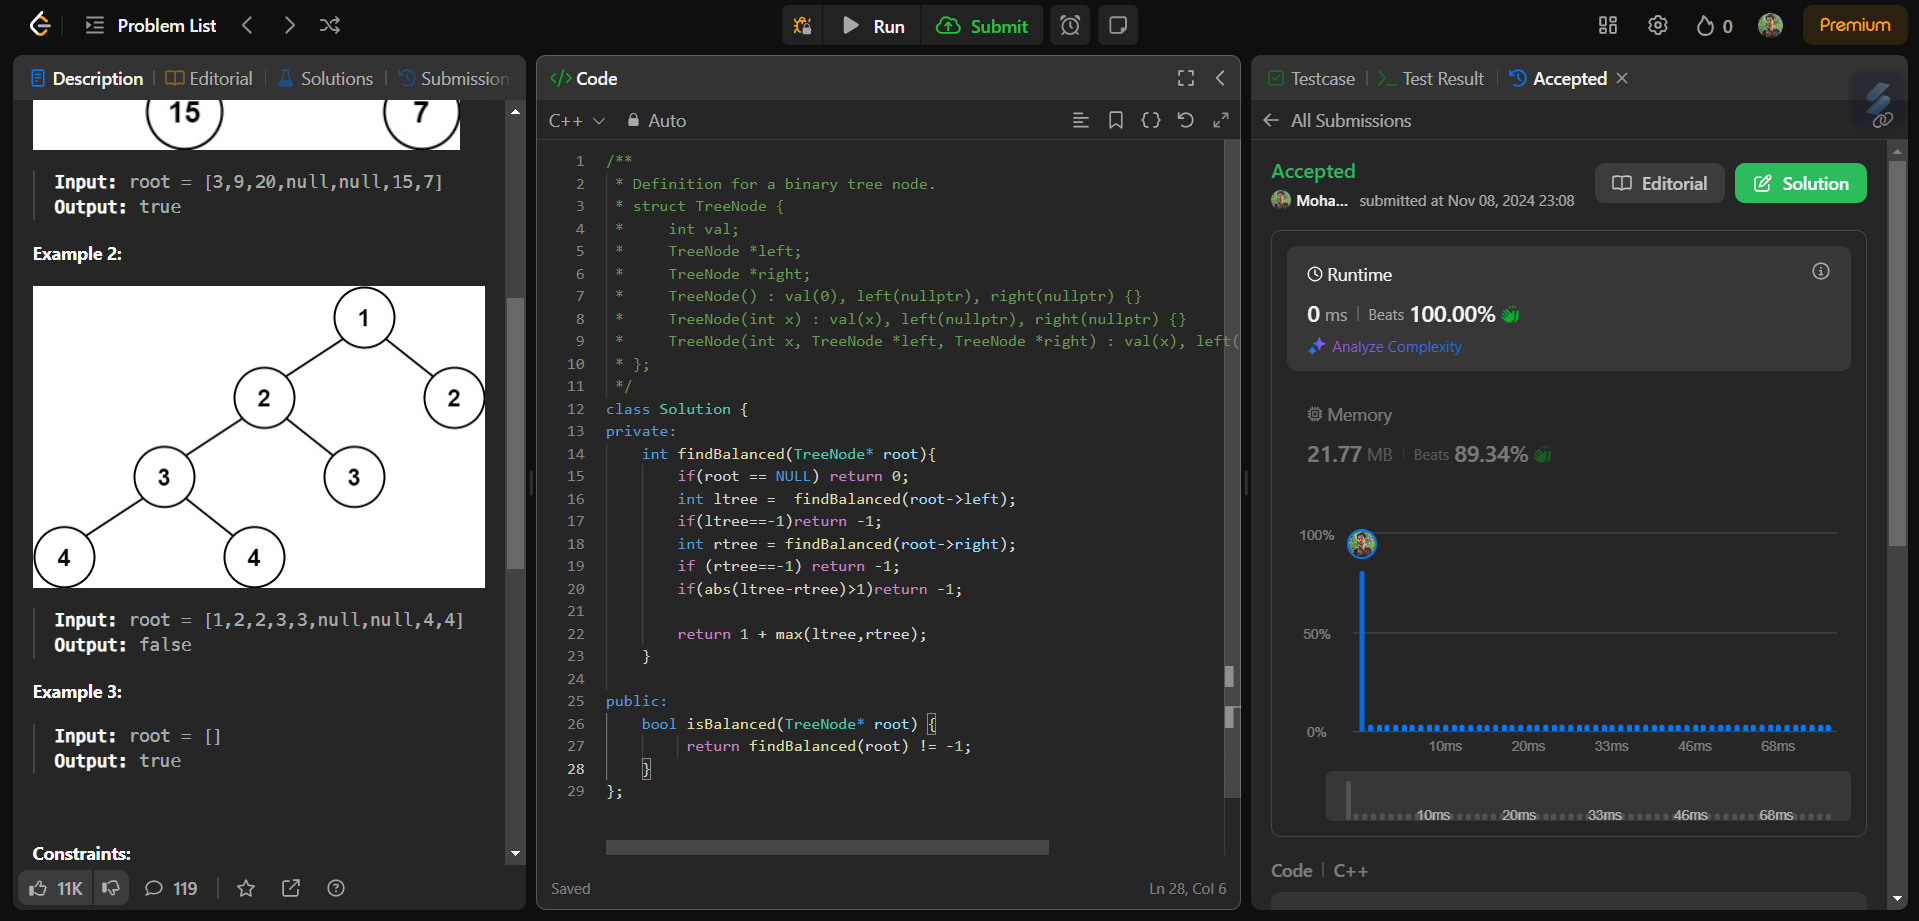 Problem List
Run
Submit
0
Premium
Description
Editorial
Solutions
Submission
15
7
Input: root = [3,9,20,null,null,15,7]
Output: true
Example 2:
1
2
2
3
3
4
4
Input: root = [1,2,2,3,3,null,null,4,4]
Output: false
Example 3:
Input: root = []
Output: true
Constraints:
11K
119
</> Code
C++
Auto
1 /**
2  * Definition for a binary tree node.
3  * struct TreeNode {
4  *     int val;
5  *     TreeNode *left;
6  *     TreeNode *right;
7  *     TreeNode() : val(0), left(nullptr), right(nullptr) {}
8  *     TreeNode(int x) : val(x), left(nullptr), right(nullptr) {}
9  *     TreeNode(int x, TreeNode *left, TreeNode *right) : val(x), left(
10  * };
11  */
12 class Solution {
13 private:
14     int findBalanced(TreeNode* root){
15         if(root == NULL) return 0;
16         int ltree =  findBalanced(root->left);
17         if(ltree==-1)return -1;
18         int rtree = findBalanced(root->right);
19         if (rtree==-1) return -1;
20         if(abs(ltree-rtree)>1)return -1;
21
22         return 1 + max(ltree,rtree);
23     }
24
25 public:
26     bool isBalanced(TreeNode* root) {
27          return findBalanced(root) != -1;
28     }
29 };
Saved
Ln 28, Col 6
Testcase
Test Result
Accepted
All Submissions
Accepted
Moha... submitted at Nov 08, 2024 23:08
Editorial
Solution
Runtime
0 ms
Beats 100.00%
Analyze Complexity
Memory
21.77 MB
Beats 89.34%
100%
50%
0%
10ms 20ms 33ms 46ms 68ms
10ms 20ms 33ms 46ms 68ms
Code
C++